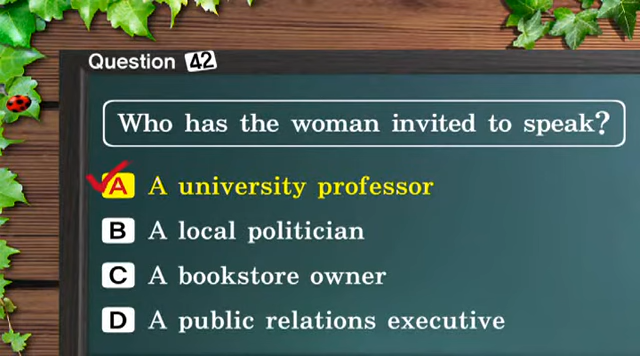 Question 42
Who has the woman invited to speak?
A A university professor
B A local politician
C A bookstore owner
D A public relations executive